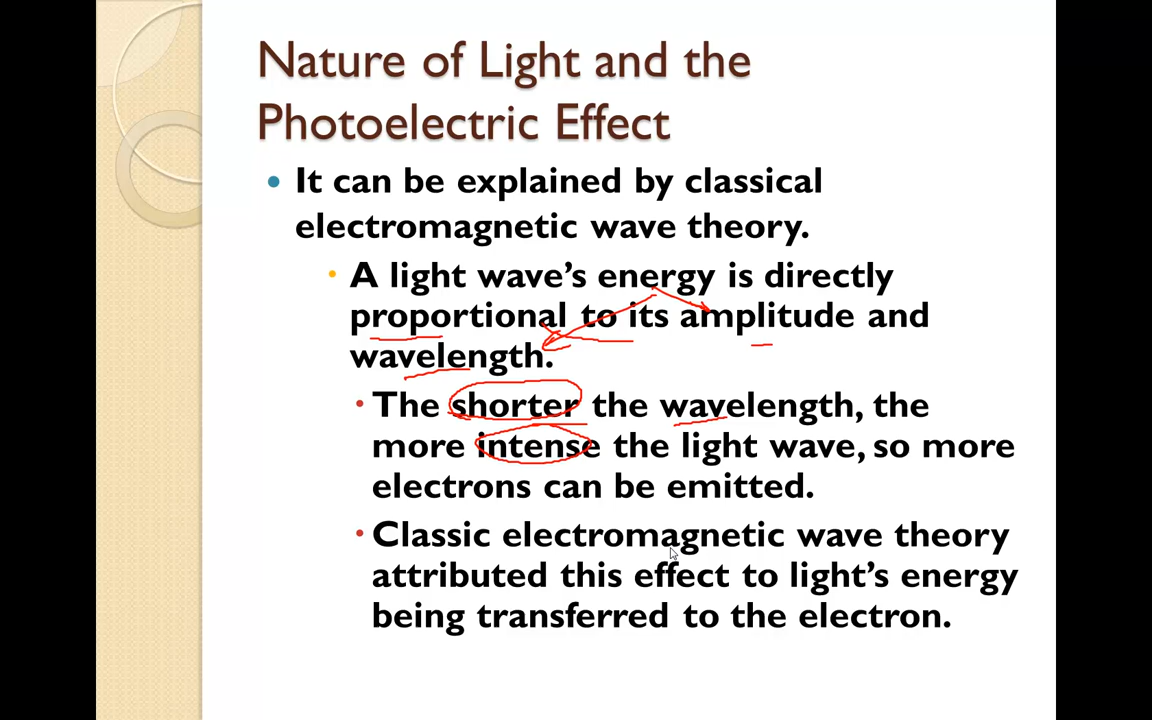 Nature of Light and the
Photoelectric Effect
It can be explained by classical
electromagnetic wave theory.
A light wave's energy is directly
proportional to its amplitude and
wavelength.
The shorter the wavelength, the
more intense the light wave, so more
electrons can be emitted.
Classic electromagnetic wave theory
attributed this effect to light's energy
being transferred to the electron.